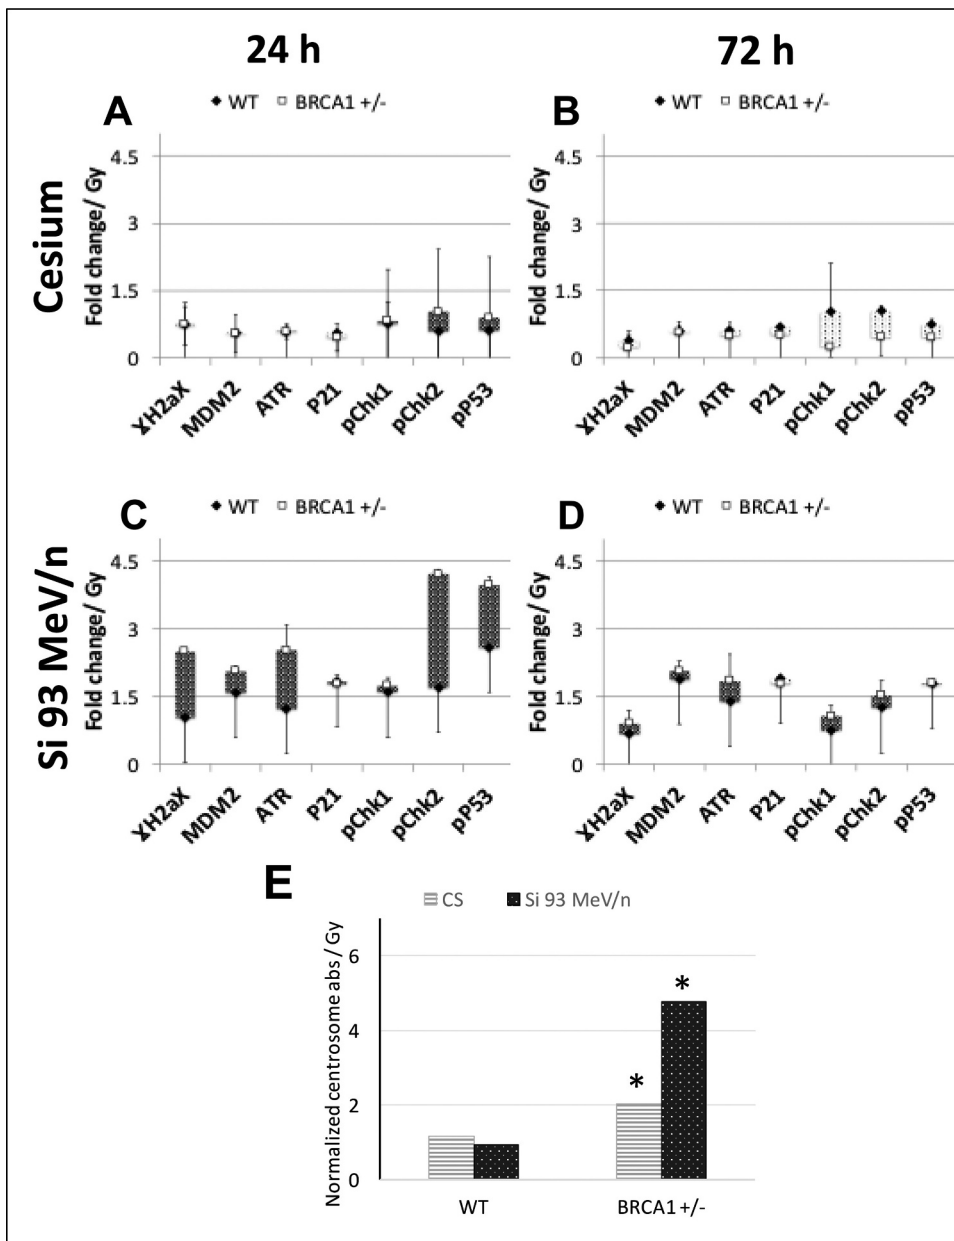 24 h
72 h
Cesium
A
◆ WT □ BRCA1 +/-
Fold change/ Gy
4.5
3
1.5
0
ɣH2aX
MDM2
ATR
P21
pChk1
pChk2
pP53
B
◆ WT □ BRCA1 +/-
Fold change/ Gy
4.5
3
1.5
0
ɣH2aX
MDM2
ATR
P21
pChk1
pChk2
pP53
Si 93 MeV/n
C
◆ WT □ BRCA1 +/-
Fold change/ Gy
4.5
3
1.5
0
ɣH2aX
MDM2
ATR
P21
pChk1
pChk2
pP53
D
◆ WT □ BRCA1 +/-
Fold change/ Gy
4.5
3
1.5
0
ɣH2aX
MDM2
ATR
P21
pChk1
pChk2
pP53
E
CS Si 93 MeV/n
Normalized centrosome abs / Gy
6
4
2
0
*
*
WT
BRCA1 +/-